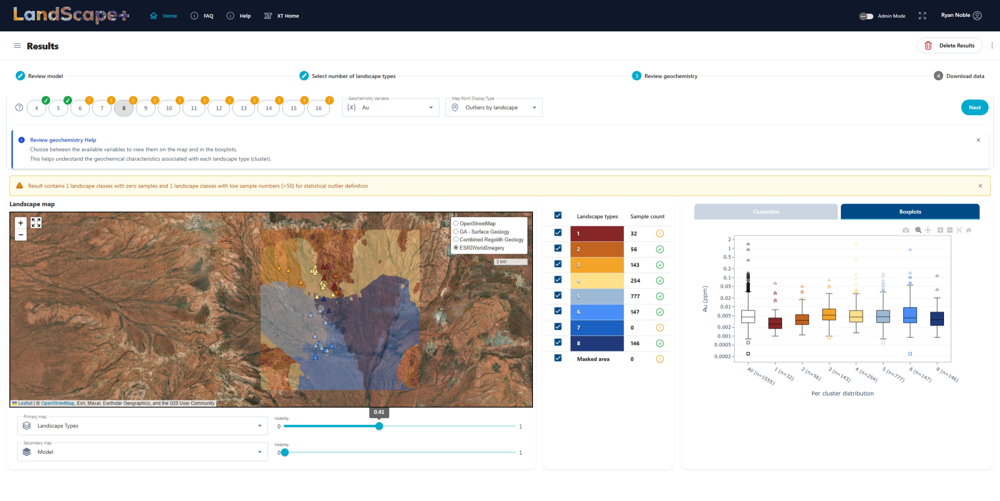 LandScape+
Home
FAQ
Help
XT Home
Admin Mode
Ryan Noble
Results
Delete Results
Review model
Select number of landscape types
3 Review geochemistry
4 Download data
4 5 6 7 8 9 10 11 12 13 14 15 16
Geochemistry Variable
(x) Au
Map Point Display Type
Outliers by landscape
Next
Review geochemistry Help
Choose between the available variables to view them on the map and in the boxplots.
This helps understand the geochemical characteristics associated with each landscape type (cluster).
Result contains 1 landscape classes with zero samples and 1 landscape classes with low sample numbers (<50) for statistical outlier definition
Landscape map
+
−
OpenStreetMap
GA - Surface Geology
Combined Regolith Geology
ESRIWorldImagery
3 km
Leaflet | © OpenStreetMap, Esri, Maxar, Earthstar Geographics, and the GIS User Community
Primary map
Landscape Types
Visibility
0.41
0 1
Secondary map
Model
Visibility
0 1
Landscape types Sample count
1 32
2 56
3 143
4 254
5 777
6 147
7 0
8 146
Masked area 0
Clusterbox
Boxplots
Au (ppm)
2
1
0.5
0.2
0.1
0.05
0.02
0.01
0.005
0.002
0.001
0.0005
0.0002
All (n=1555)
1 (n=32)
2 (n=56)
3 (n=143)
4 (n=254)
5 (n=777)
6 (n=147)
8 (n=146)
Per cluster distribution